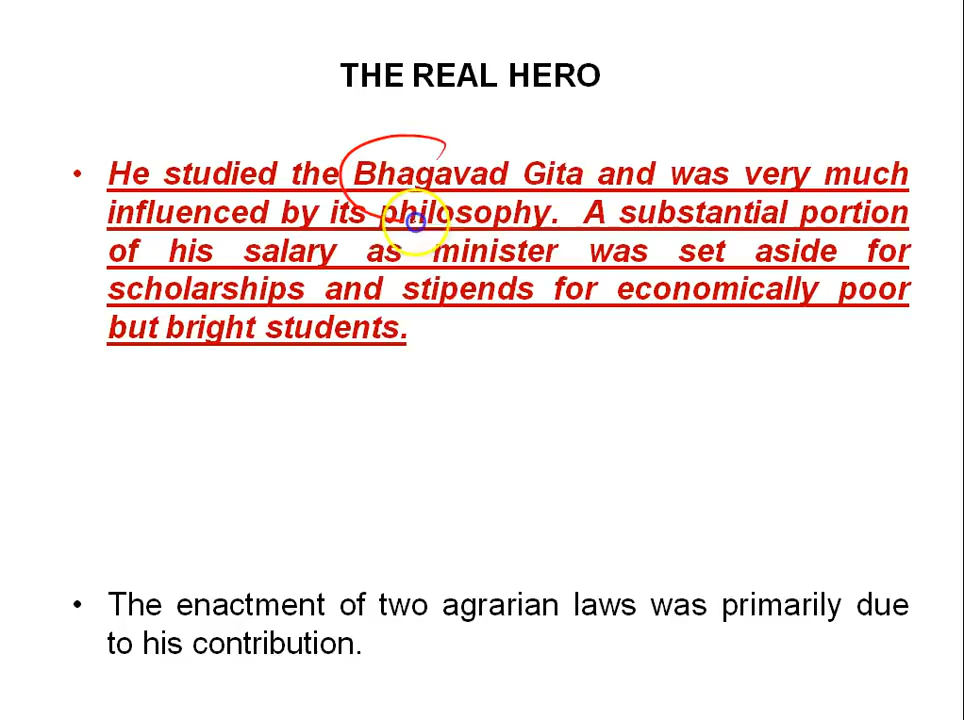 THE REAL HERO
• He studied the Bhagavad Gita and was very much
influenced by its philosophy. A substantial portion
of his salary as minister was set aside for
scholarships and stipends for economically poor
but bright students.
• The enactment of two agrarian laws was primarily due
to his contribution.